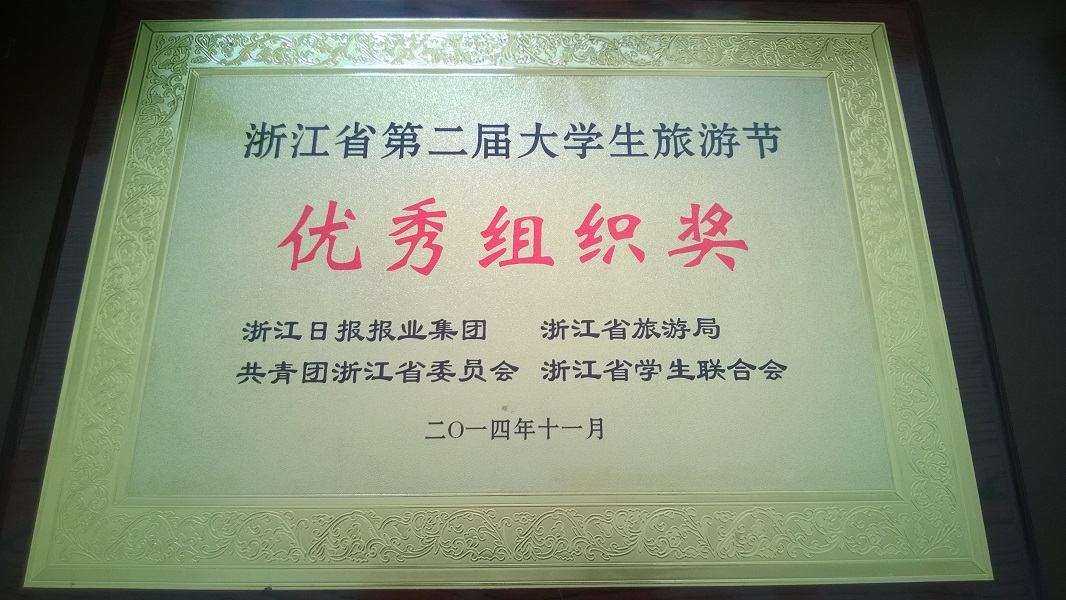 浙江省第二届大学生旅游节
优秀组织奖
浙江日报报业集团 浙江省旅游局
共青团浙江省委员会 浙江省学生联合会
二〇一四年十一月